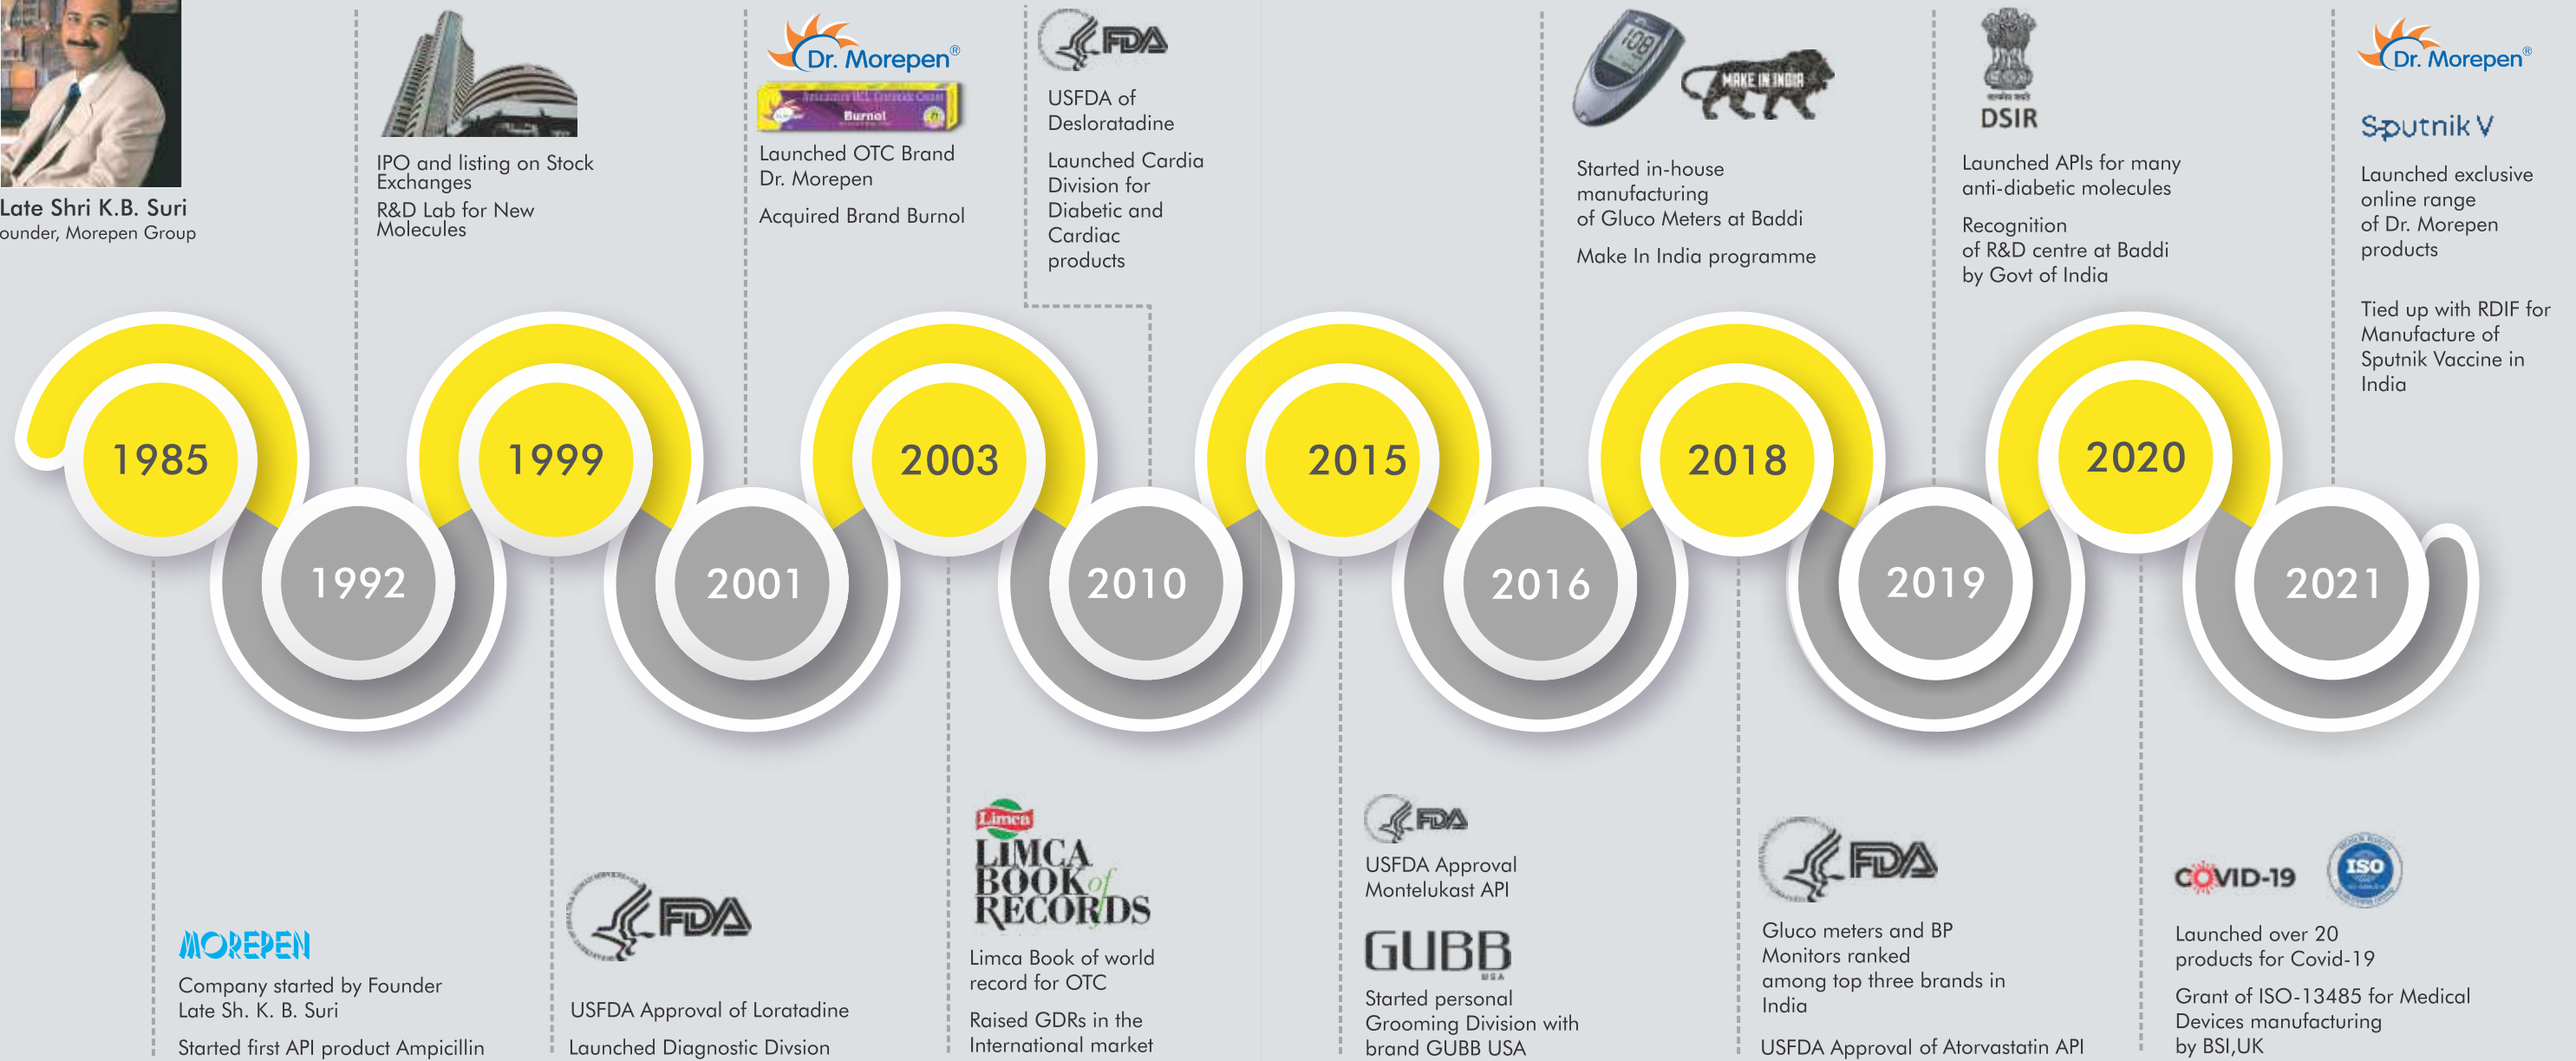 Late Shri K.B. Suri
ounder, Morepen Group
IPO and listing on Stock
Exchanges
R&D Lab for New
Molecules
Dr. Morepen®
Burnol
Launched OTC Brand
Dr. Morepen
Acquired Brand Burnol
FDA
USFDA of
Desloratadine
Launched Cardia
Division for
Diabetic and
Cardiac
products
108
MAKE IN INDIA
Started in-house
manufacturing
of Gluco Meters at Baddi
Make In India programme
DSIR
Launched APIs for many
anti-diabetic molecules
Recognition
of R&D centre at Baddi
by Govt of India
Dr. Morepen®
Sputnik V
Launched exclusive
online range
of Dr. Morepen
products
Tied up with RDIF for
Manufacture of
Sputnik Vaccine in
India
1985
1992
1999
2001
2003
2010
2015
2016
2018
2019
2020
2021
MOREPEN
Company started by Founder
Late Sh. K. B. Suri
Started first API product Ampicillin
FDA
USFDA Approval of Loratadine
Launched Diagnostic Divsion
Limca
LIMCA
BOOK of
RECORDS
Limca Book of world
record for OTC
Raised GDRs in the
International market
FDA
USFDA Approval
Montelukast API
GUBB
USA
Started personal
Grooming Division with
brand GUBB USA
FDA
Gluco meters and BP
Monitors ranked
among top three brands in
India
USFDA Approval of Atorvastatin API
COVID-19
ISO
Launched over 20
products for Covid-19
Grant of ISO-13485 for Medical
Devices manufacturing
by BSI,UK